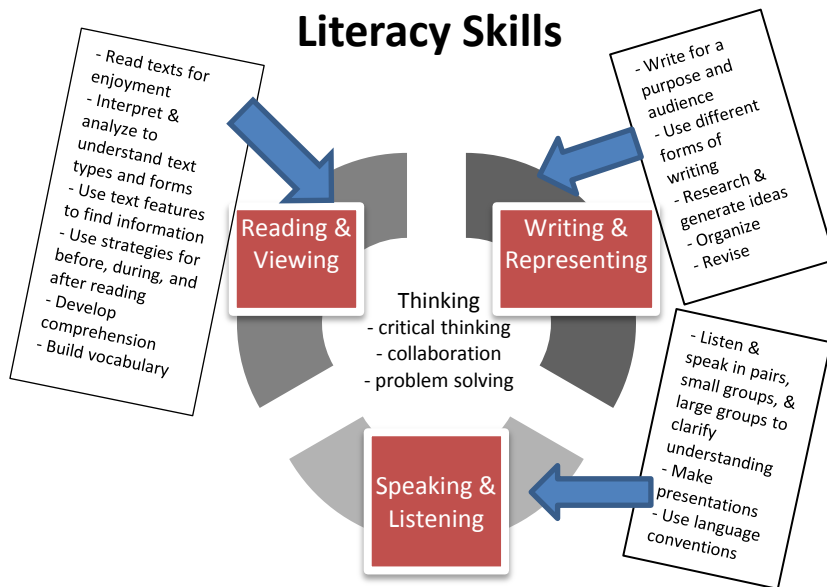 Literacy Skills
- Read texts for
enjoyment
- Interpret &
analyze to
understand text
types and forms
- Use text features
to find information
- Use strategies for
before, during, and
after reading
- Develop
comprehension
- Build vocabulary
Reading &
Viewing
Writing &
Representing
- Write for a
purpose and
audience
- Use different
forms of
writing
- Research &
generate ideas
- Organize
- Revise
Thinking
- critical thinking
- collaboration
- problem solving
Speaking &
Listening
- Listen &
speak in pairs,
small groups, &
large groups to
clarify
understanding
- Make
presentations
- Use language
conventions